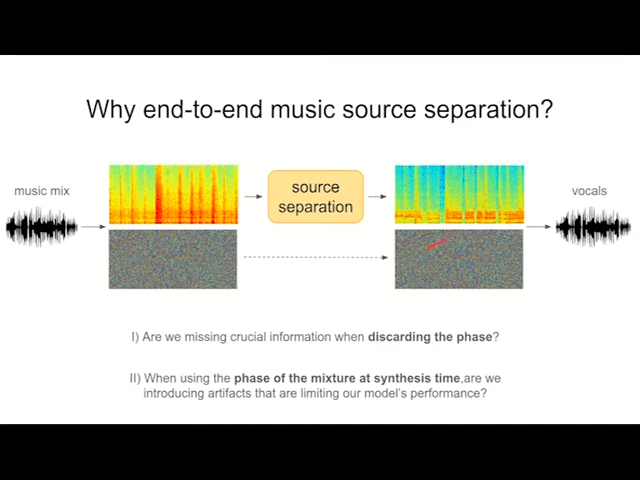 Why end-to-end music source separation?
music mix
source
separation
vocals
I) Are we missing crucial information when discarding the phase?
II) When using the phase of the mixture at synthesis time,are we
introducing artifacts that are limiting our model's performance?